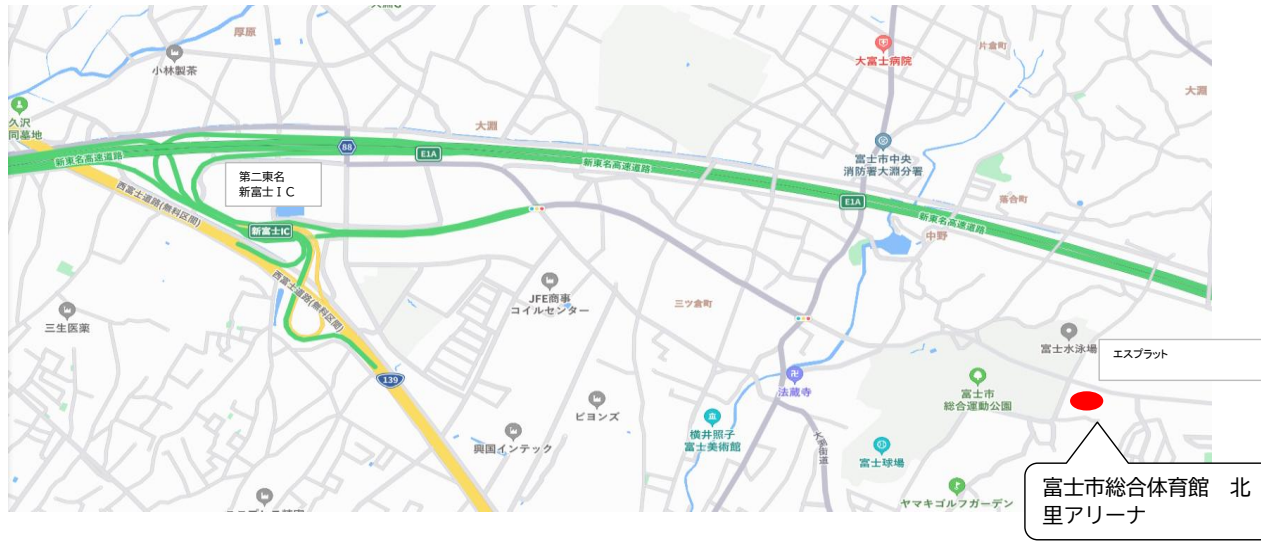 厚原
小林製茶
大富士病院
片倉町
大淵
久沢
同墓地
大淵
88
E1A
新東名高速道路
新東名高速道路
富士市中央
消防署大淵分署
第二東名
新富士ＩＣ
西富士道路(無料区間)
E1A
落合町
新東名高速道路
中野
新富士IC
西富士道路(無料区間)
JFE商事
コイルセンター
三ツ倉町
三生医薬
富士水泳場
エスプラット
139
法蔵寺
富士市
総合運動公園
ビヨンズ
横井照子
富士美術館
興国インテック
大淵街道
富士球場
ヤマキゴルフガーデン
富士市総合体育館　北
里アリーナ